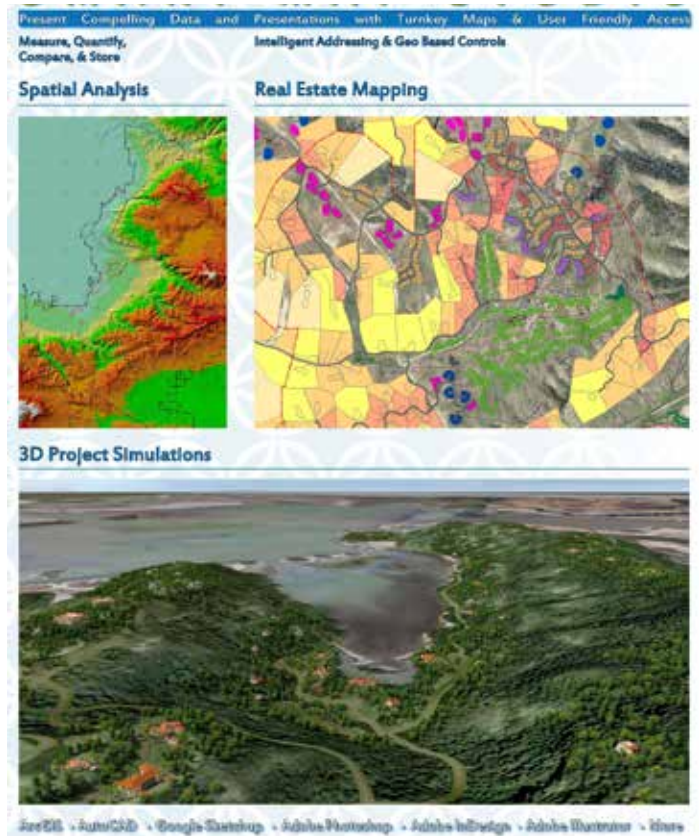 Present Compelling Data and Presentations with Turnkey Maps & User Friendly Access
Measure, Quantify,
Compare, & Store
Intelligent Addressing & Geo Based Controls
Spatial Analysis
Real Estate Mapping
3D Project Simulations
ArcGIS - AutoCAD - Google Sketchup - Adobe Photoshop - Adobe InDesign - Adobe Illustrator - More